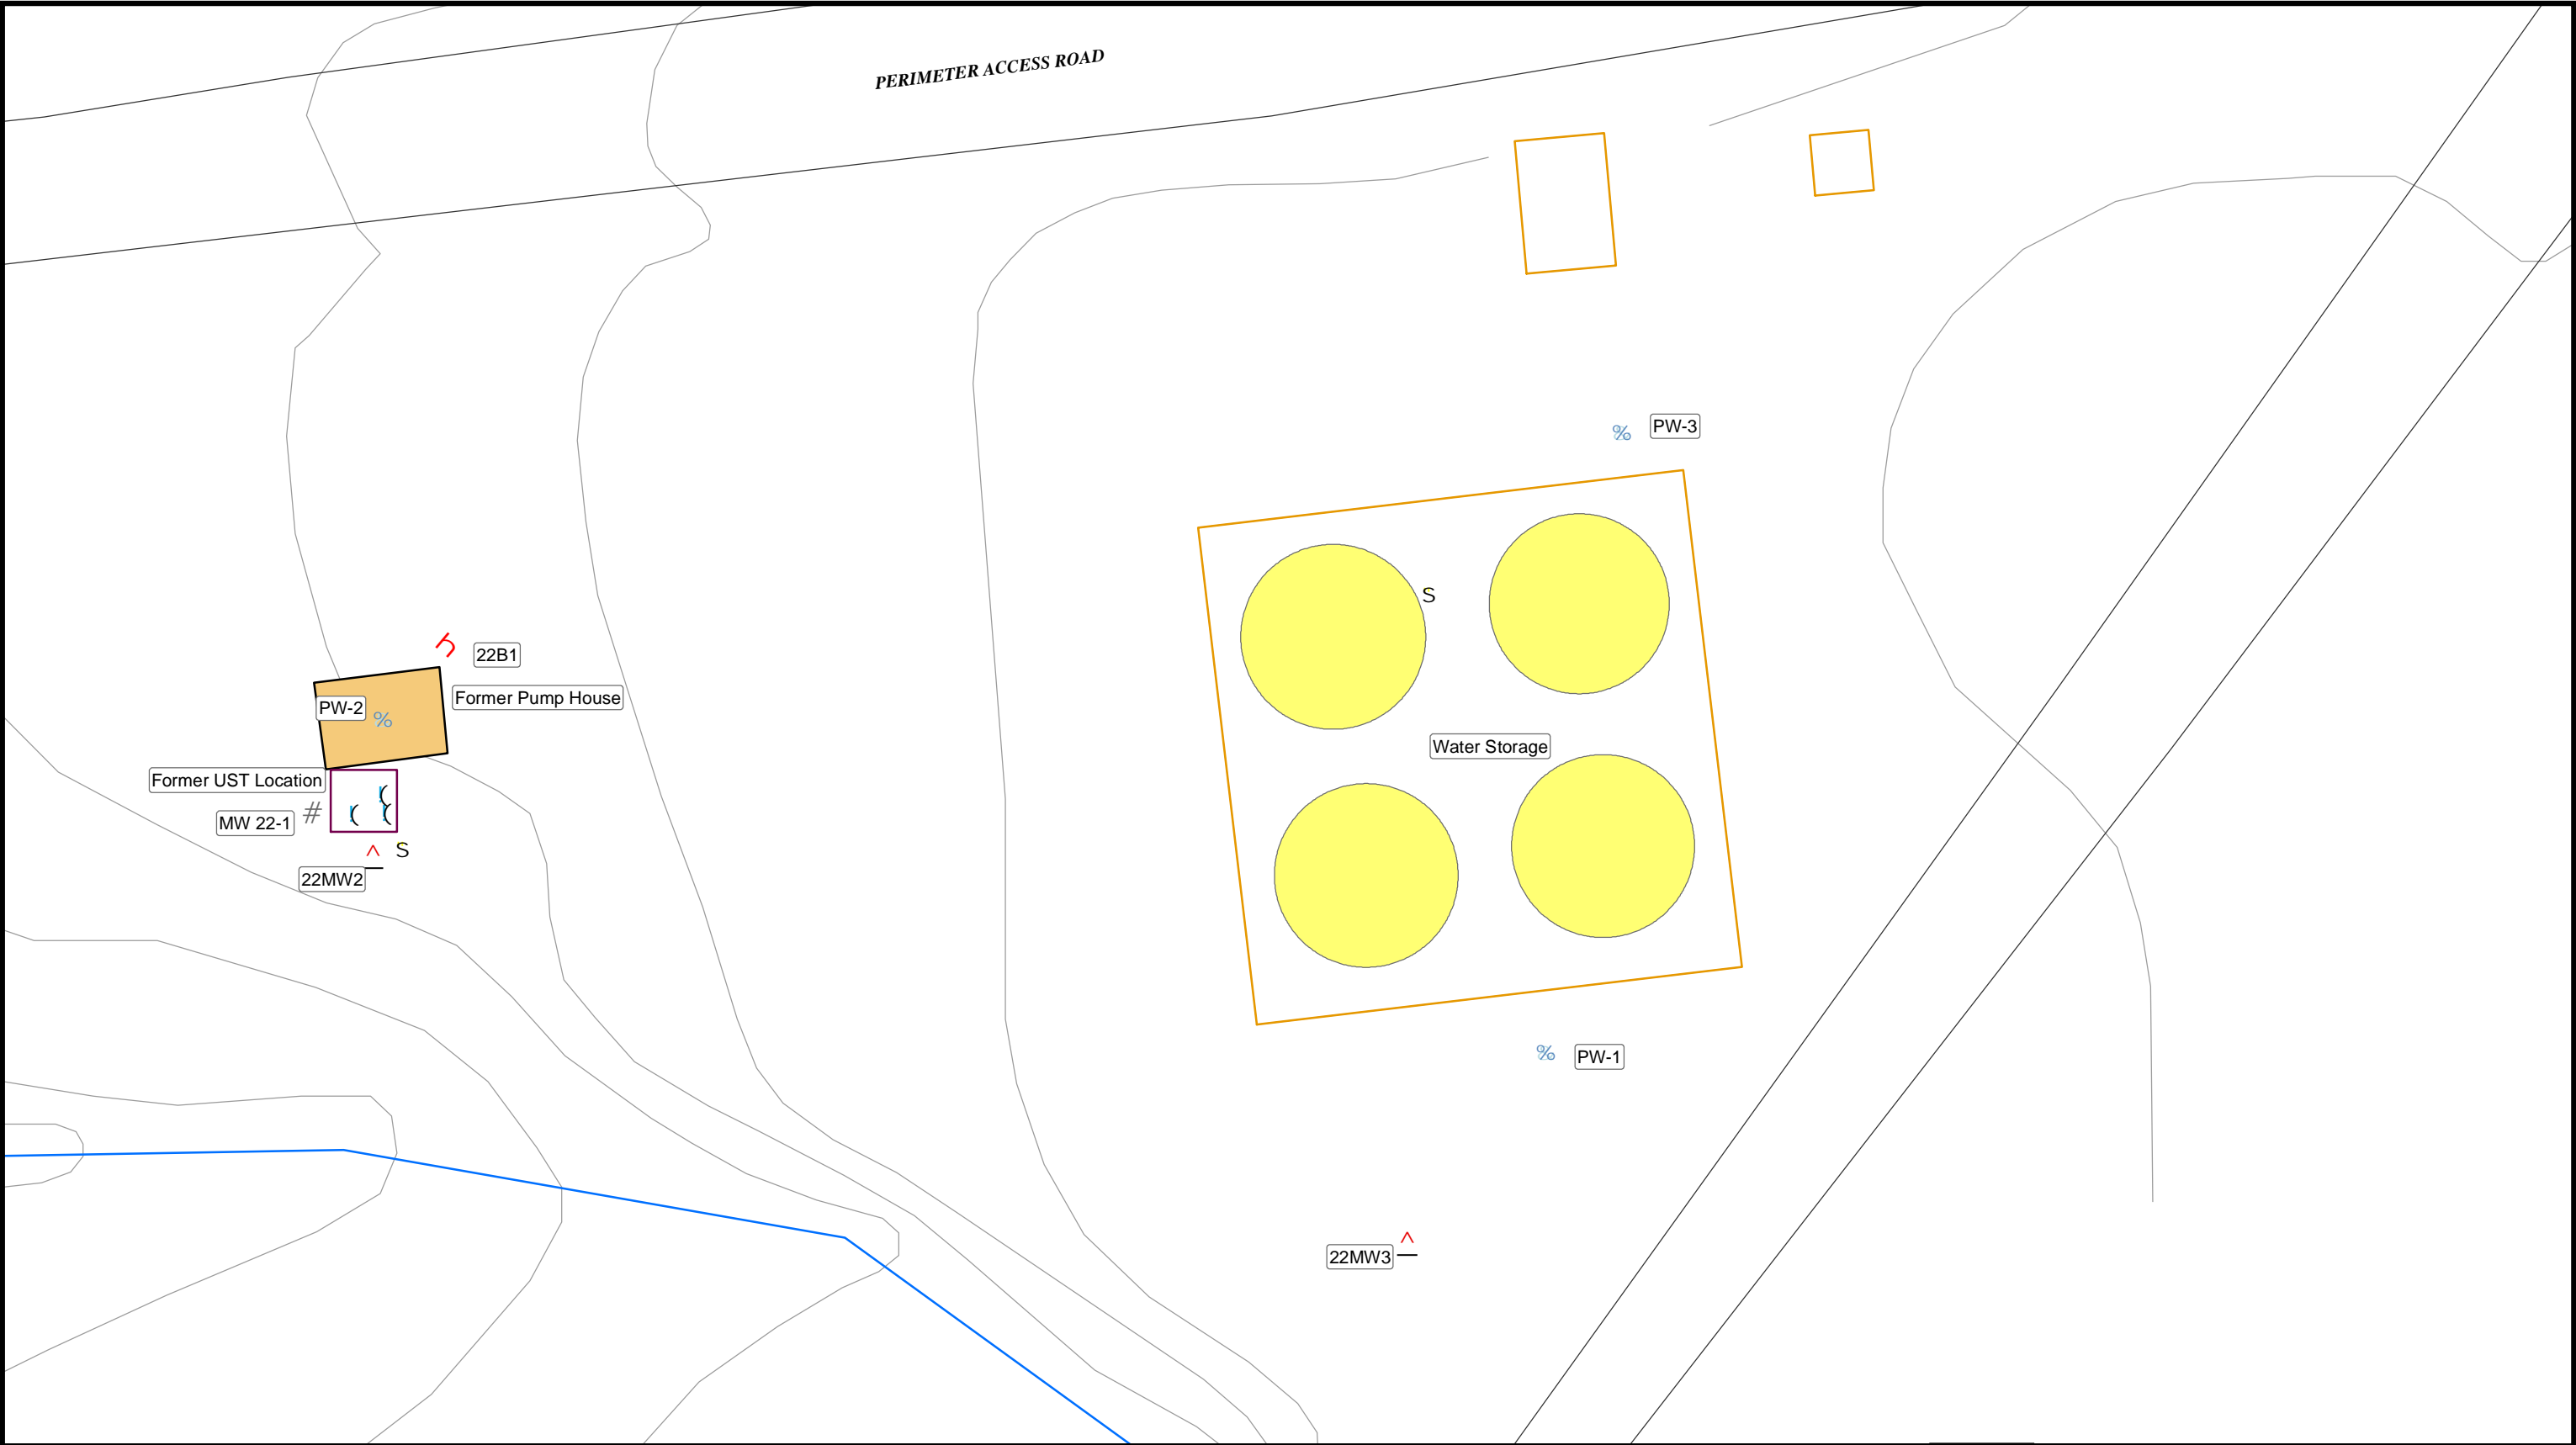 PERIMETER ACCESS ROAD
% PW-3
S
22B1
Former Pump House
PW-2 %
Water Storage
Former UST Location
MW 22-1 #
^ S
22MW2
% PW-1
^
22MW3